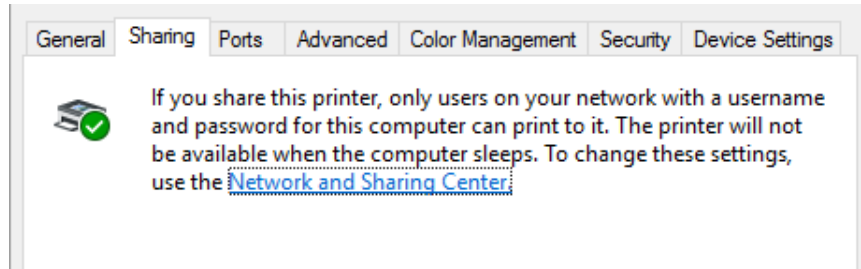 General Sharing Ports Advanced Color Management Security Device Settings
If you share this printer, only users on your network with a username
and password for this computer can print to it. The printer will not
be available when the computer sleeps. To change these settings,
use the Network and Sharing Center.